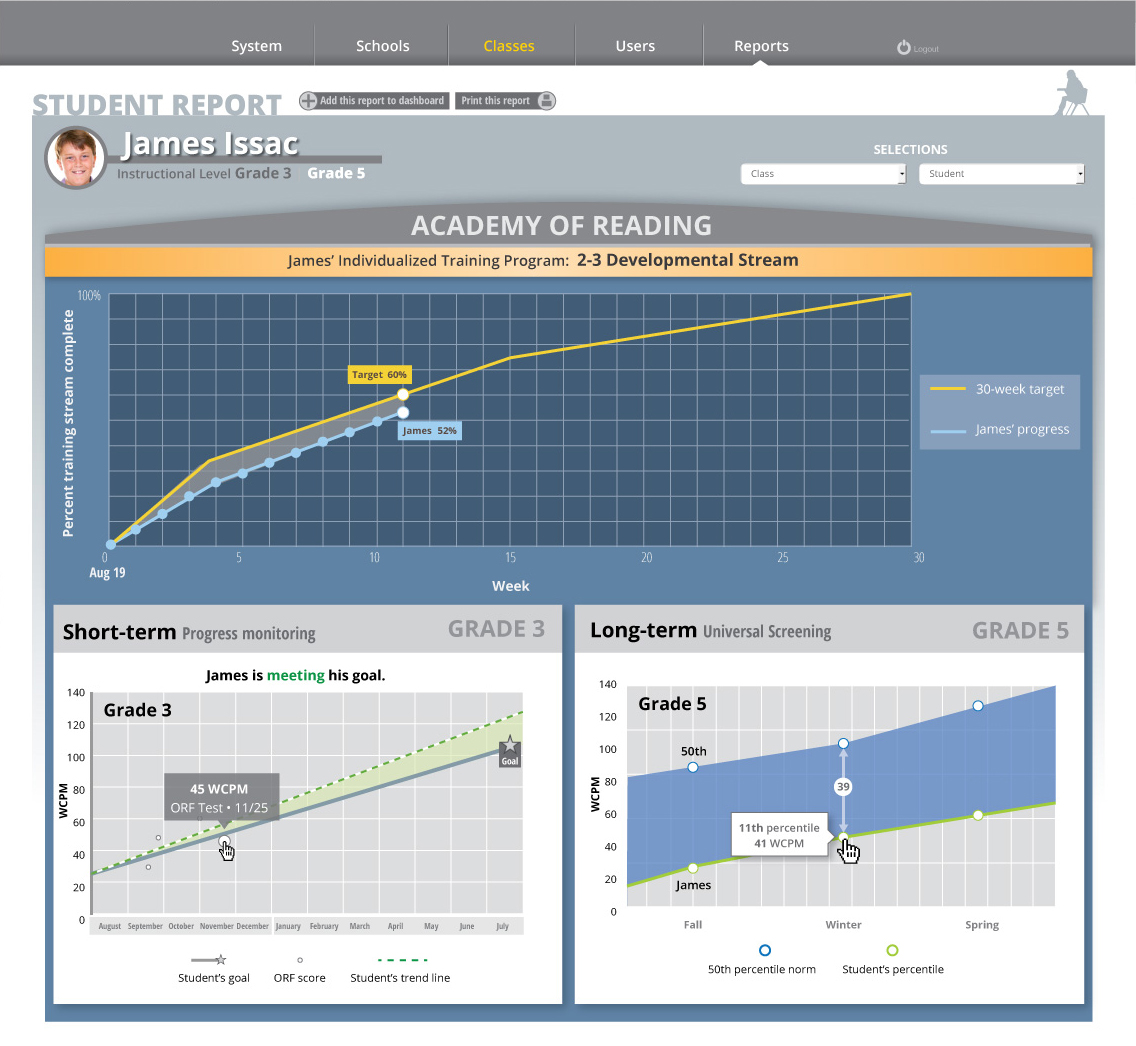 System Schools Classes Users Reports Logout
STUDENT REPORT Add this report to dashboard Print this report
James Issac
Instructional Level Grade 3 Grade 5
SELECTIONS
Class Student
ACADEMY OF READING
James’ Individualized Training Program: 2-3 Developmental Stream
Percent training stream complete
100%
Target 60%
James 52%
30-week target
James’ progress
0 5 10 15 20 25 30
Aug 19
Week
Short-term Progress monitoring GRADE 3
James is meeting his goal.
WCPM
140
120
100
80
60
40
20
0
Grade 3
Goal
45 WCPM
ORF Test • 11/25
August September October November December January February March April May June July
Student’s goal ORF score Student’s trend line
Long-term Universal Screening GRADE 5
WCPM
140
120
100
80
60
40
20
0
Grade 5
50th
39
11th percentile
41 WCPM
James
Fall Winter Spring
50th percentile norm Student’s percentile